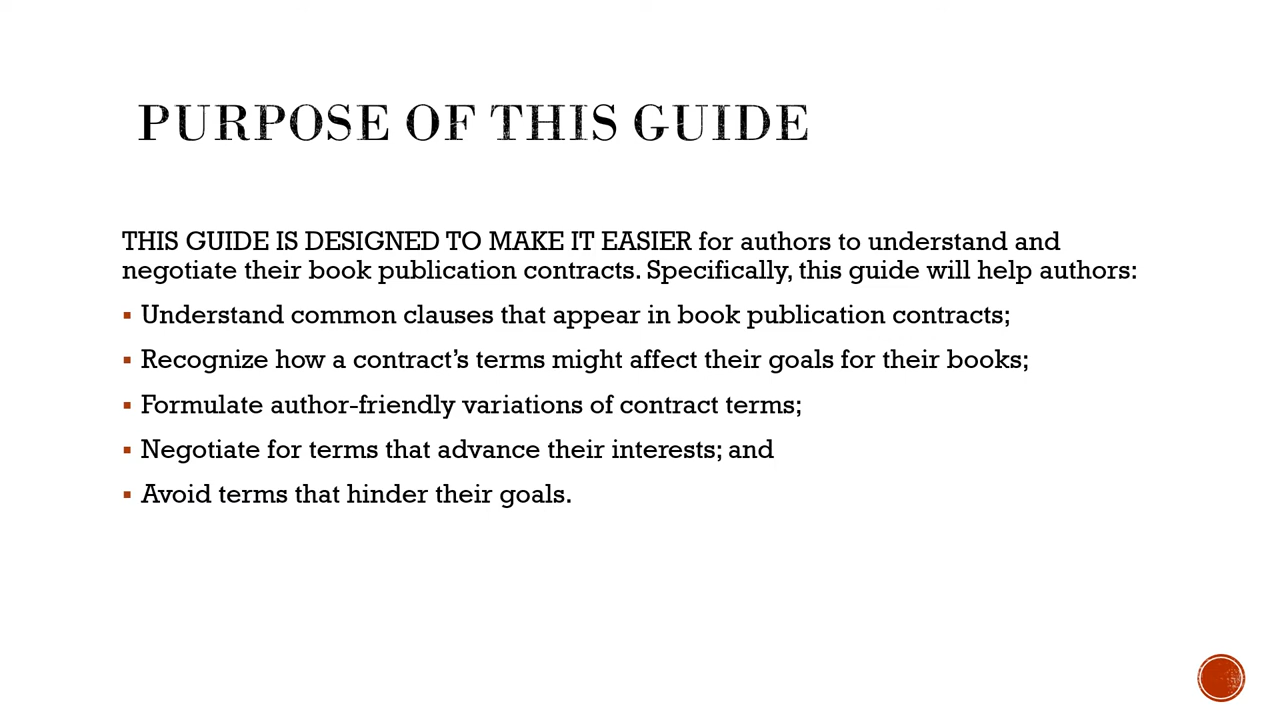 PURPOSE OF THIS GUIDE
THIS GUIDE IS DESIGNED TO MAKE IT EASIER for authors to understand and
negotiate their book publication contracts. Specifically, this guide will help authors:
▪ Understand common clauses that appear in book publication contracts;
▪ Recognize how a contract’s terms might affect their goals for their books;
▪ Formulate author-friendly variations of contract terms;
▪ Negotiate for terms that advance their interests; and
▪ Avoid terms that hinder their goals.